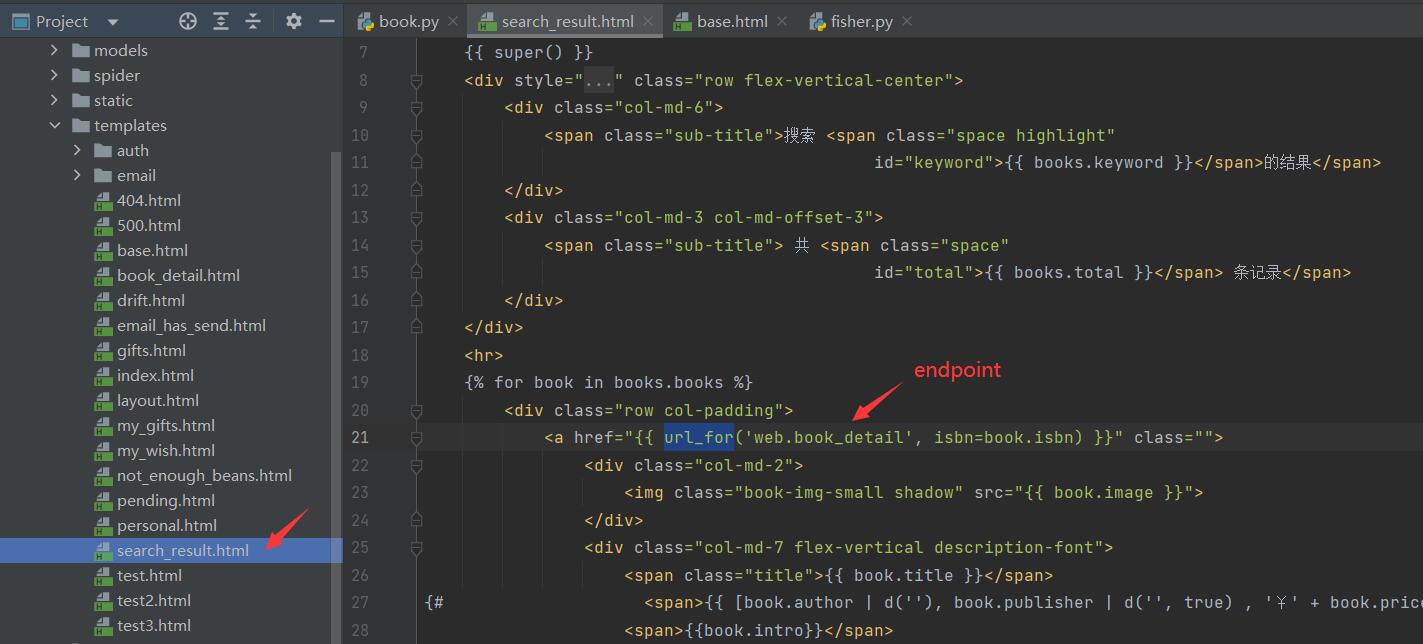 Project
book.py
search_result.html
base.html
fisher.py
models
spider
static
templates
auth
email
404.html
500.html
base.html
book_detail.html
drift.html
email_has_send.html
gifts.html
index.html
layout.html
my_gifts.html
my_wish.html
not_enough_beans.html
pending.html
personal.html
search_result.html
test.html
test2.html
test3.html
7 {{ super() }}
8 <div style="..." class="row flex-vertical-center">
9 <div class="col-md-6">
10 <span class="sub-title">搜索 <span class="space highlight"
11 id="keyword">{{ books.keyword }}</span>的结果</span>
12 </div>
13 <div class="col-md-3 col-md-offset-3">
14 <span class="sub-title"> 共 <span class="space"
15 id="total">{{ books.total }}</span> 条记录</span>
16 </div>
17 </div>
18 <hr>
endpoint
19 {% for book in books.books %}
20 <div class="row col-padding">
21 <a href="{{ url_for('web.book_detail', isbn=book.isbn) }}" class="">
22 <div class="col-md-2">
23 <img class="book-img-small shadow" src="{{ book.image }}">
24 </div>
25 <div class="col-md-7 flex-vertical description-font">
26 <span class="title">{{ book.title }}</span>
27 {# <span>{{ [book.author | d(''), book.publisher | d('', true) , '¥' + book.price
28 <span>{{book.intro}}</span>